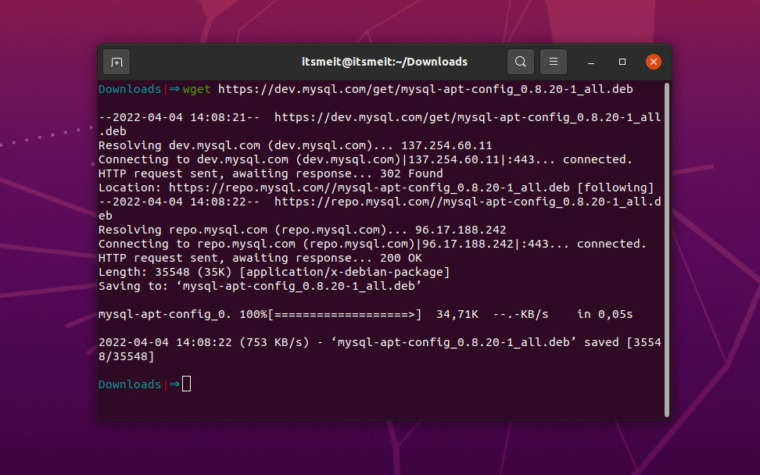 itsmeit@itsmeit:~/Downloads
Downloads|⇒ wget https://dev.mysql.com/get/mysql-apt-config_0.8.20-1_all.deb
--2022-04-04 14:08:21--  https://dev.mysql.com/get/mysql-apt-config_0.8.20-1_all
.deb
Resolving dev.mysql.com (dev.mysql.com)... 137.254.60.11
Connecting to dev.mysql.com (dev.mysql.com)|137.254.60.11|:443... connected.
HTTP request sent, awaiting response... 302 Found
Location: https://repo.mysql.com//mysql-apt-config_0.8.20-1_all.deb [following]
--2022-04-04 14:08:22--  https://repo.mysql.com//mysql-apt-config_0.8.20-1_all.d
eb
Resolving repo.mysql.com (repo.mysql.com)... 96.17.188.242
Connecting to repo.mysql.com (repo.mysql.com)|96.17.188.242|:443... connected.
HTTP request sent, awaiting response... 200 OK
Length: 35548 (35K) [application/x-debian-package]
Saving to: ‘mysql-apt-config_0.8.20-1_all.deb’
mysql-apt-config_0. 100%[===================>]  34,71K  --.-KB/s    in 0,05s
2022-04-04 14:08:22 (753 KB/s) - ‘mysql-apt-config_0.8.20-1_all.deb’ saved [3554
8/35548]
Downloads|⇒